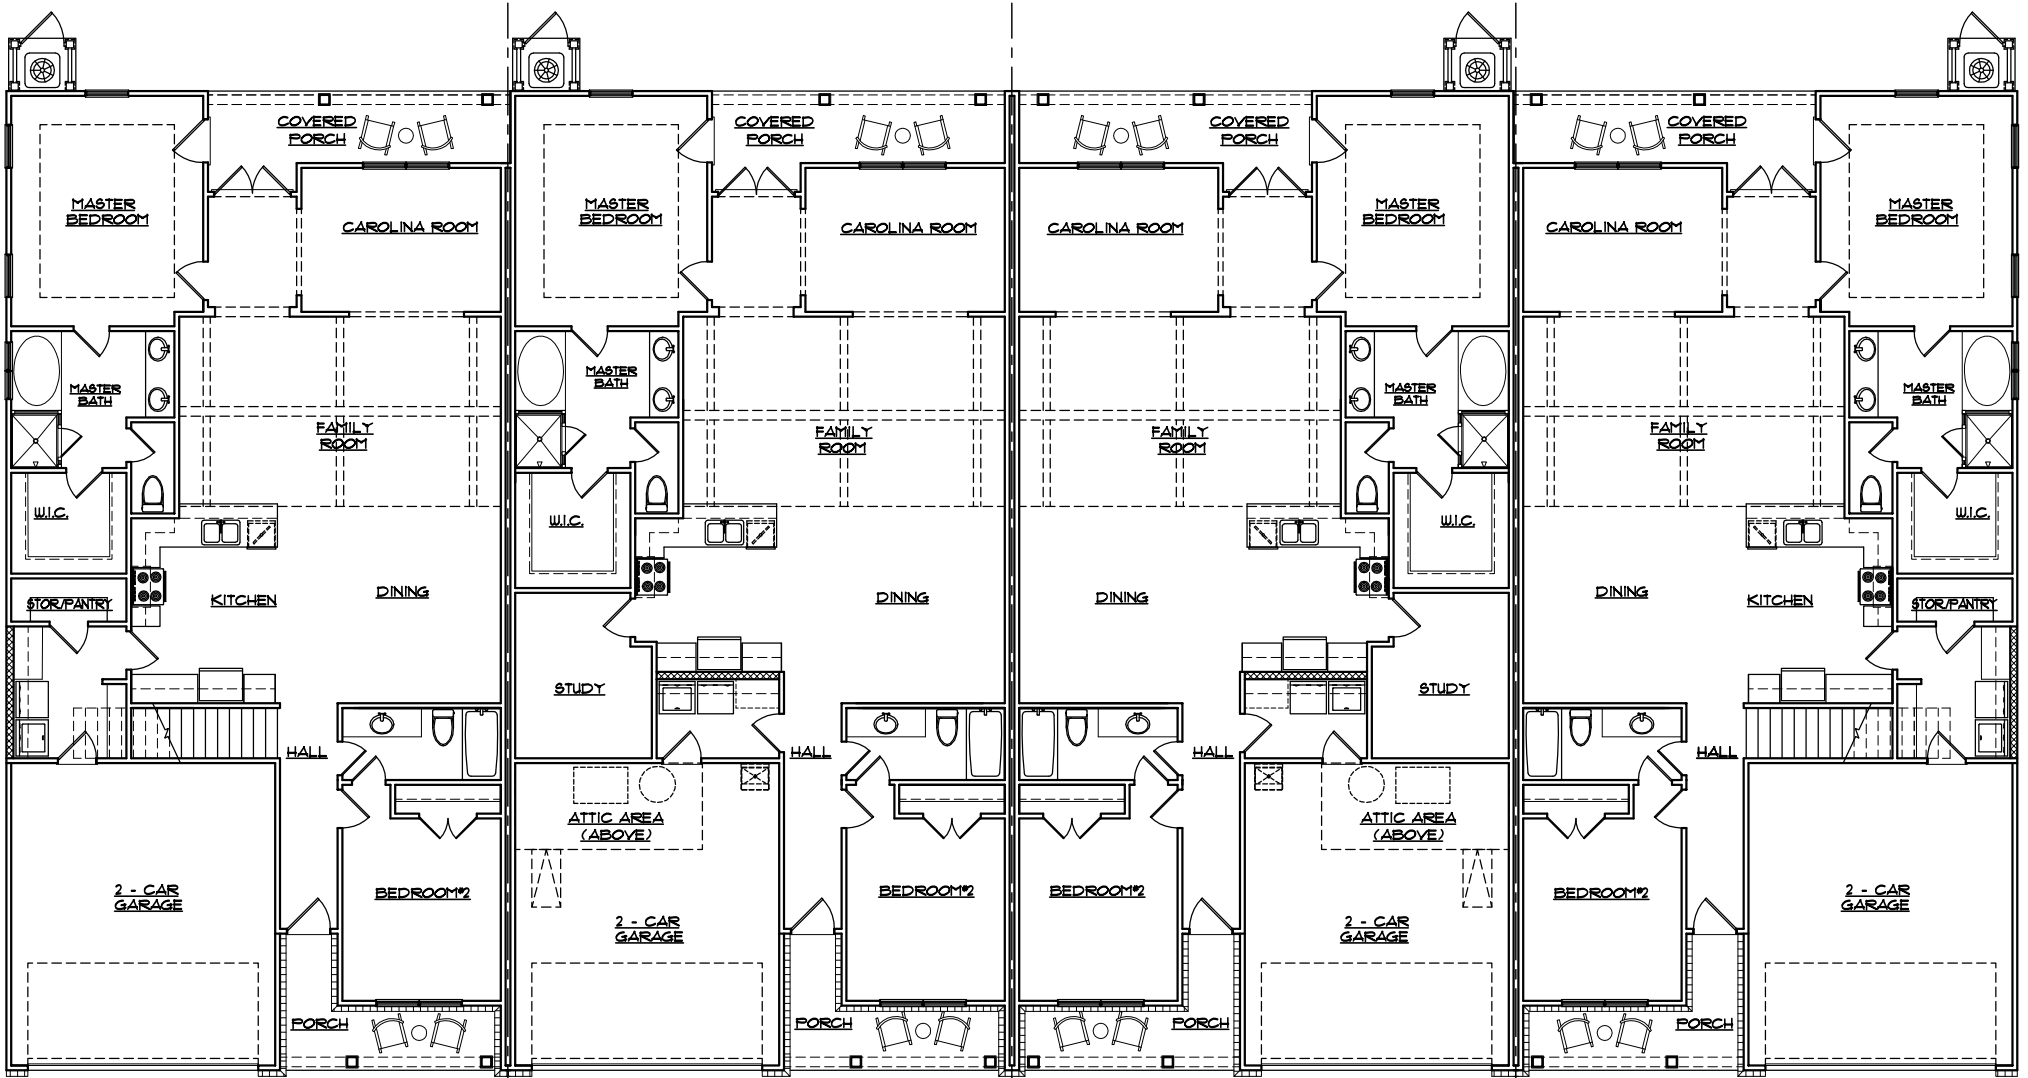 COVERED
PORCH
COVERED
PORCH
COVERED
PORCH
COVERED
PORCH
MASTER
BEDROOM
CAROLINA ROOM
MASTER
BEDROOM
CAROLINA ROOM
CAROLINA ROOM
MASTER
BEDROOM
CAROLINA ROOM
MASTER
BEDROOM
MASTER
BATH
FAMILY
ROOM
MASTER
BATH
FAMILY
ROOM
FAMILY
ROOM
MASTER
BATH
FAMILY
ROOM
MASTER
BATH
W.I.C.
W.I.C.
W.I.C.
W.I.C.
STOR/PANTRY
KITCHEN
DINING
DINING
DINING
DINING
KITCHEN
STOR/PANTRY
STUDY
STUDY
HALL
HALL
HALL
HALL
ATTIC AREA
(ABOVE)
ATTIC AREA
(ABOVE)
2 - CAR
GARAGE
BEDROOM#2
2 - CAR
GARAGE
BEDROOM#2
BEDROOM#2
2 - CAR
GARAGE
BEDROOM#2
2 - CAR
GARAGE
PORCH
PORCH
PORCH
PORCH